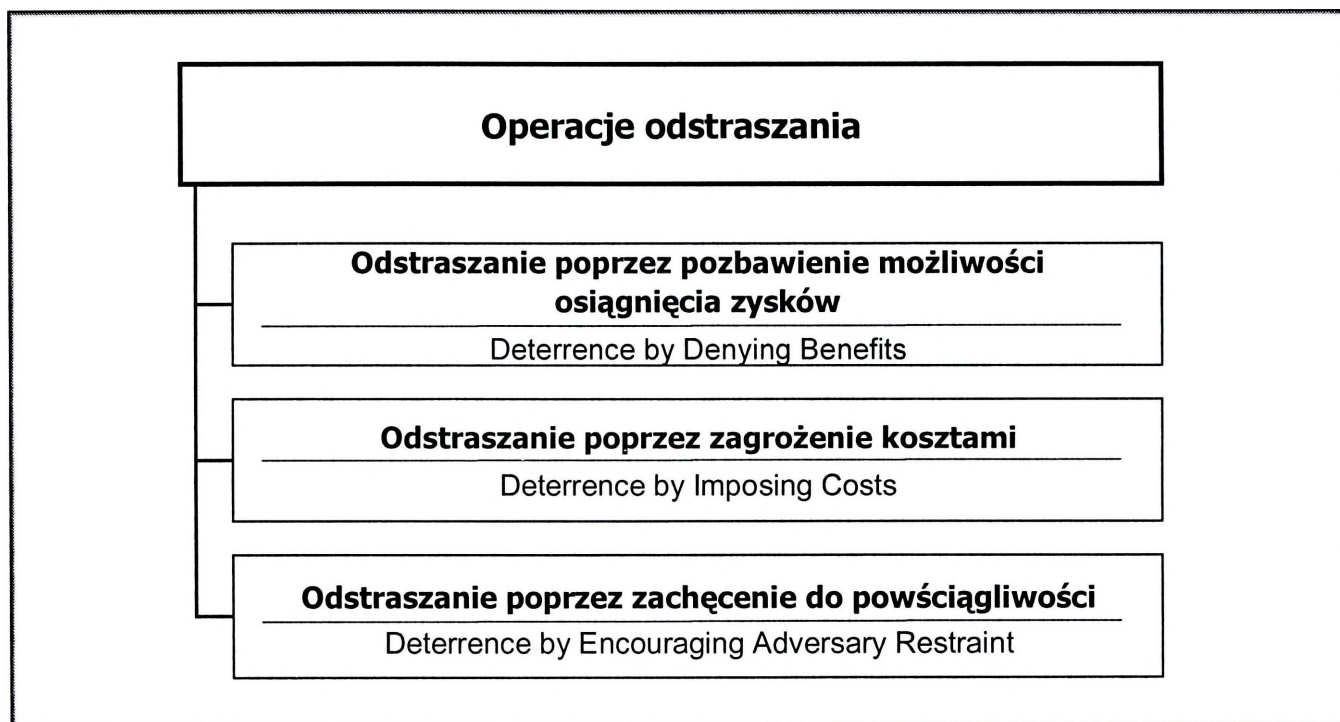 Operacje odstraszania
Odstraszanie poprzez pozbawienie możliwości
osiągnięcia zysków
Deterrence by Denying Benefits
Odstraszanie poprzez zagrożenie kosztami
Deterrence by Imposing Costs
Odstraszanie poprzez zachęcenie do powściągliwości
Deterrence by Encouraging Adversary Restraint